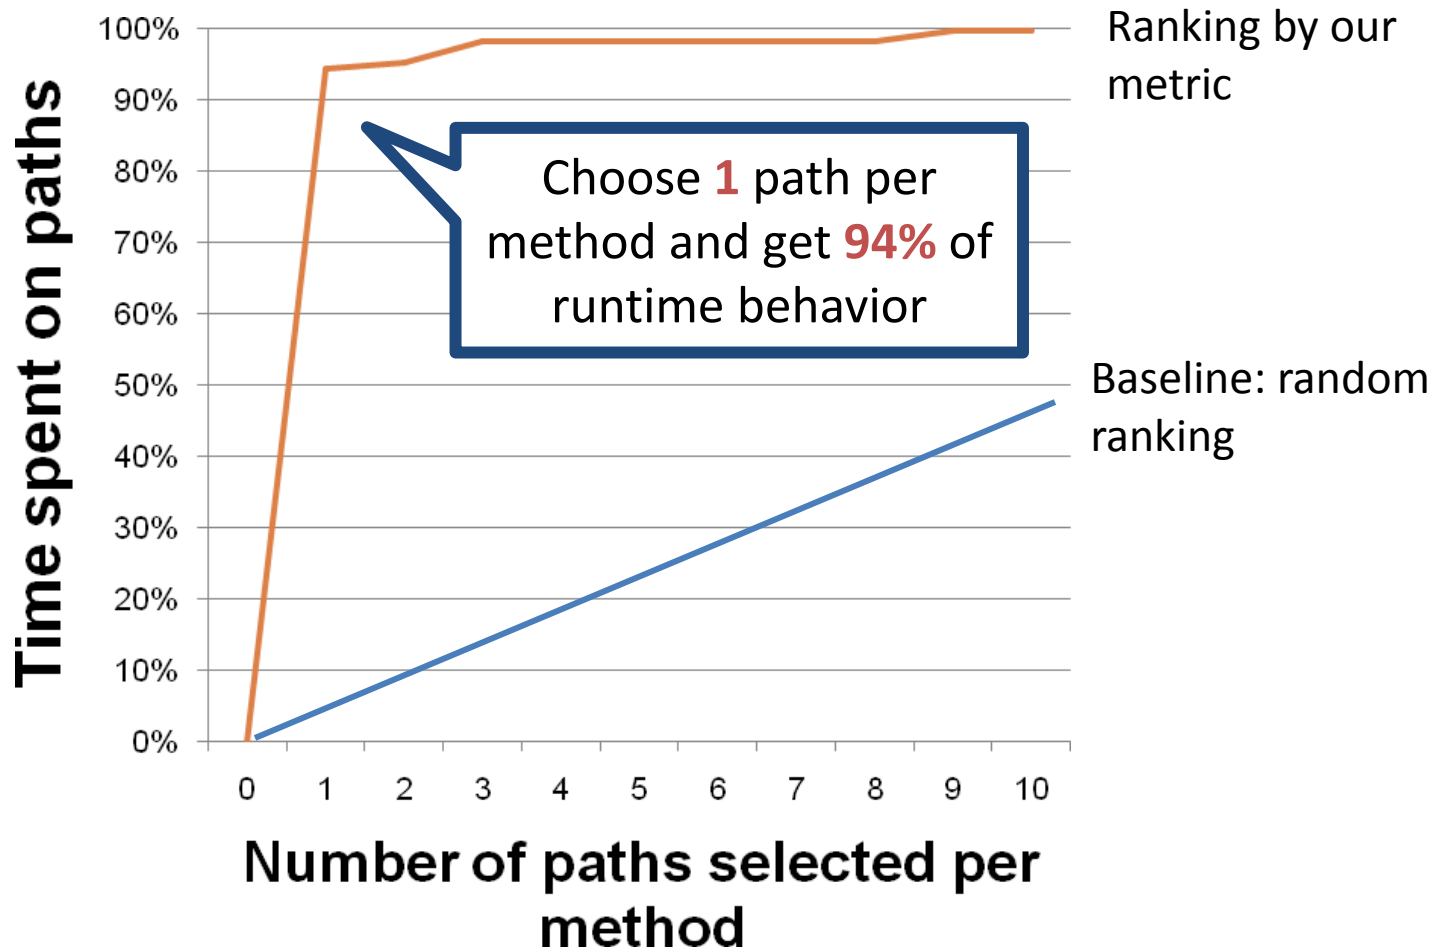 Time spent on paths
100%
90%
80%
70%
60%
50%
40%
30%
20%
10%
0%
Ranking by our
metric
Choose 1 path per
method and get 94% of
runtime behavior
Baseline: random
ranking
0 1 2 3 4 5 6 7 8 9 10
Number of paths selected per
method